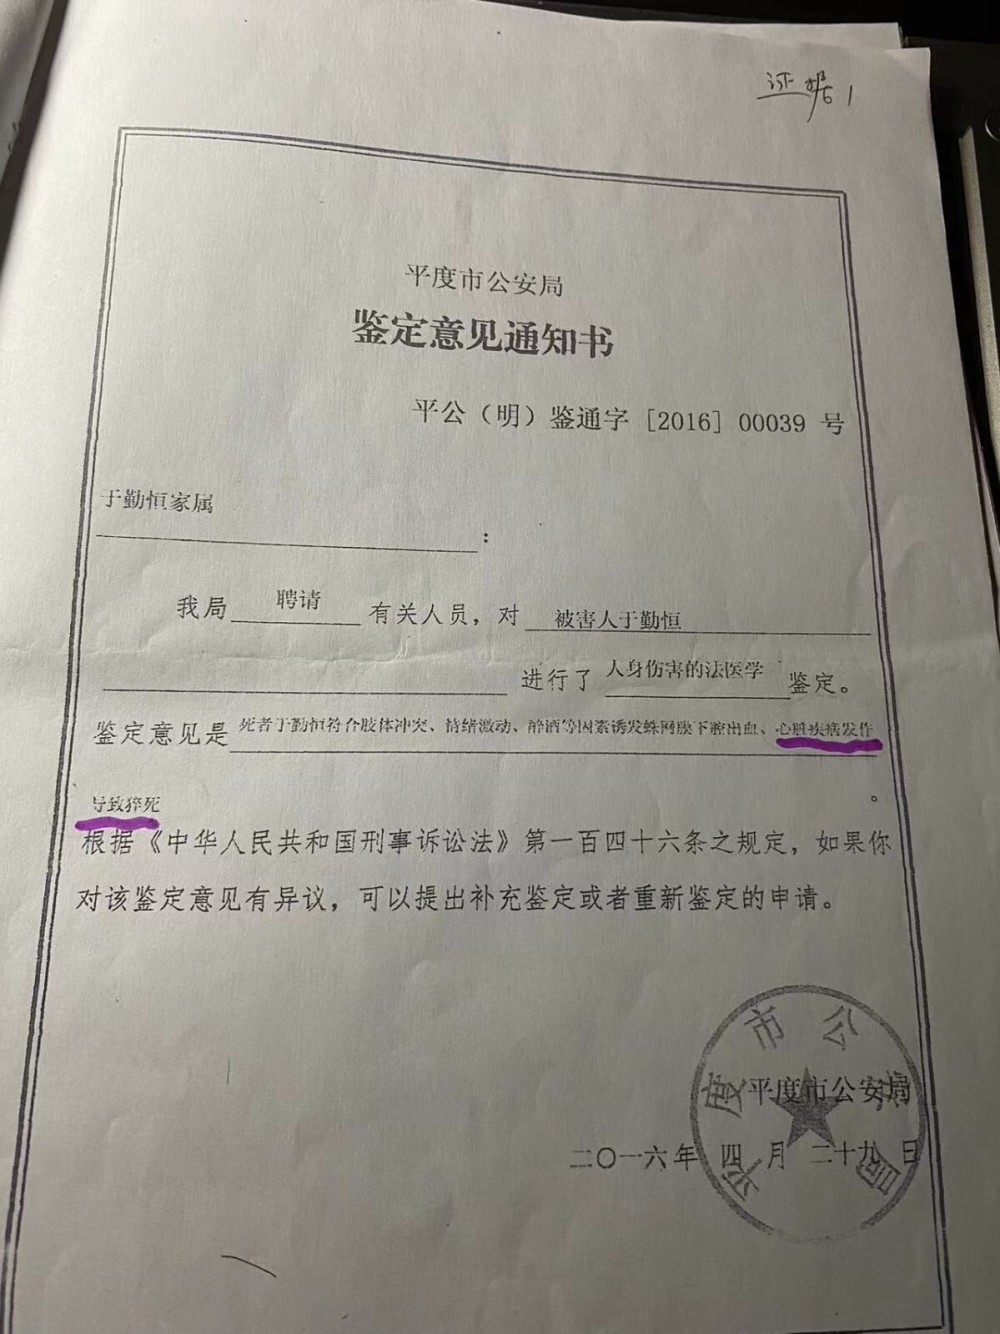 证据1
平度市公安局
鉴定意见通知书
平公（明）鉴通字［2016］00039 号
于勤恒家属
：
我局 聘请 有关人员，对 被害人于勤恒
进行了 人身伤害的法医学 鉴定。
鉴定意见是 死者于勤恒符合肢体冲突、情绪激动、醉酒等因素诱发蛛网膜下腔出血、心脏疾病发作
导致猝死 。
根据《中华人民共和国刑事诉讼法》第一百四十六条之规定，如果你
对该鉴定意见有异议，可以提出补充鉴定或者重新鉴定的申请。
平度市公安局
平度市公安局
二〇一六年 四 月 二十九 日